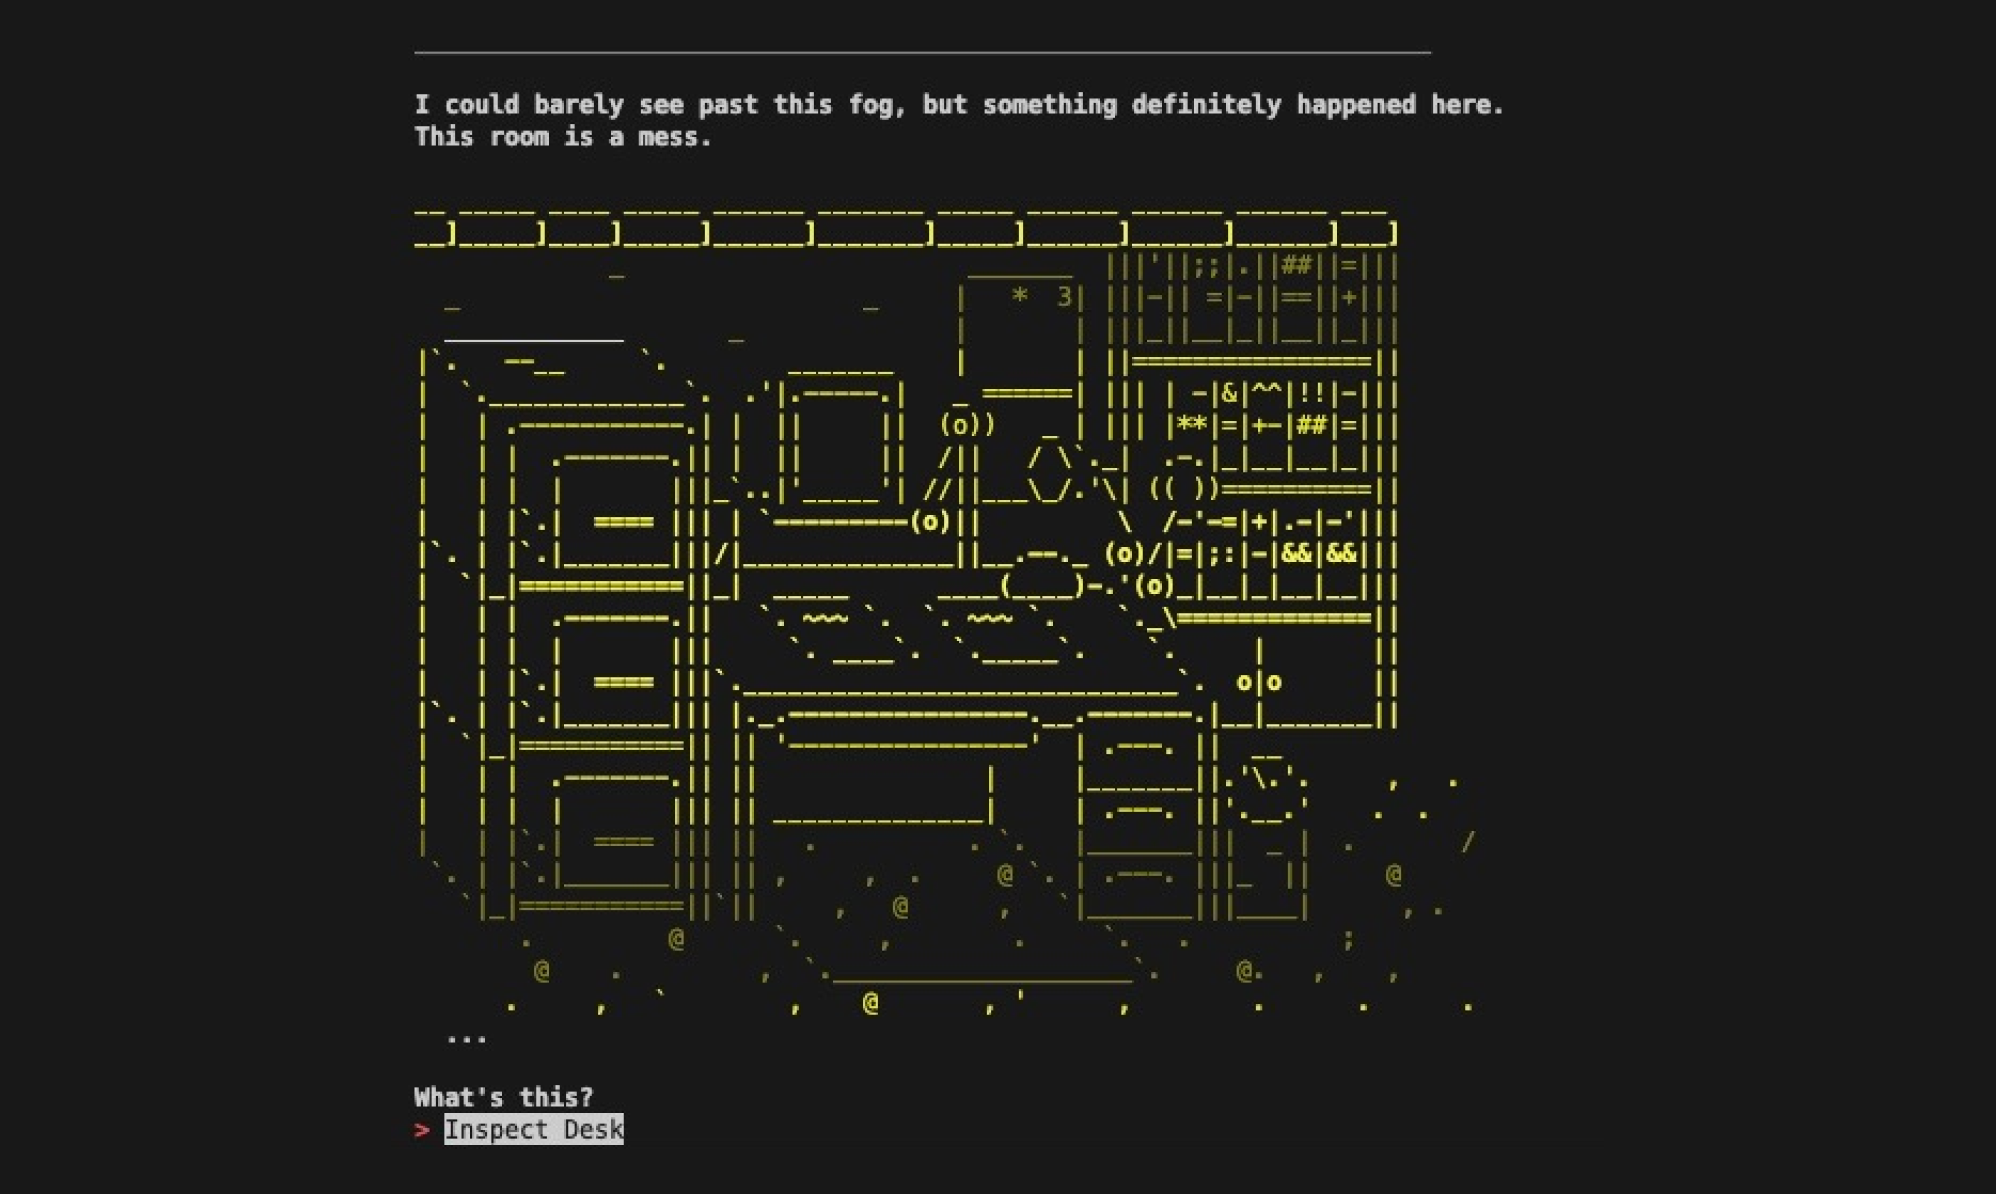 I could barely see past this fog, but something definitely happened here.
This room is a mess.
...
What's this?
> Inspect Desk